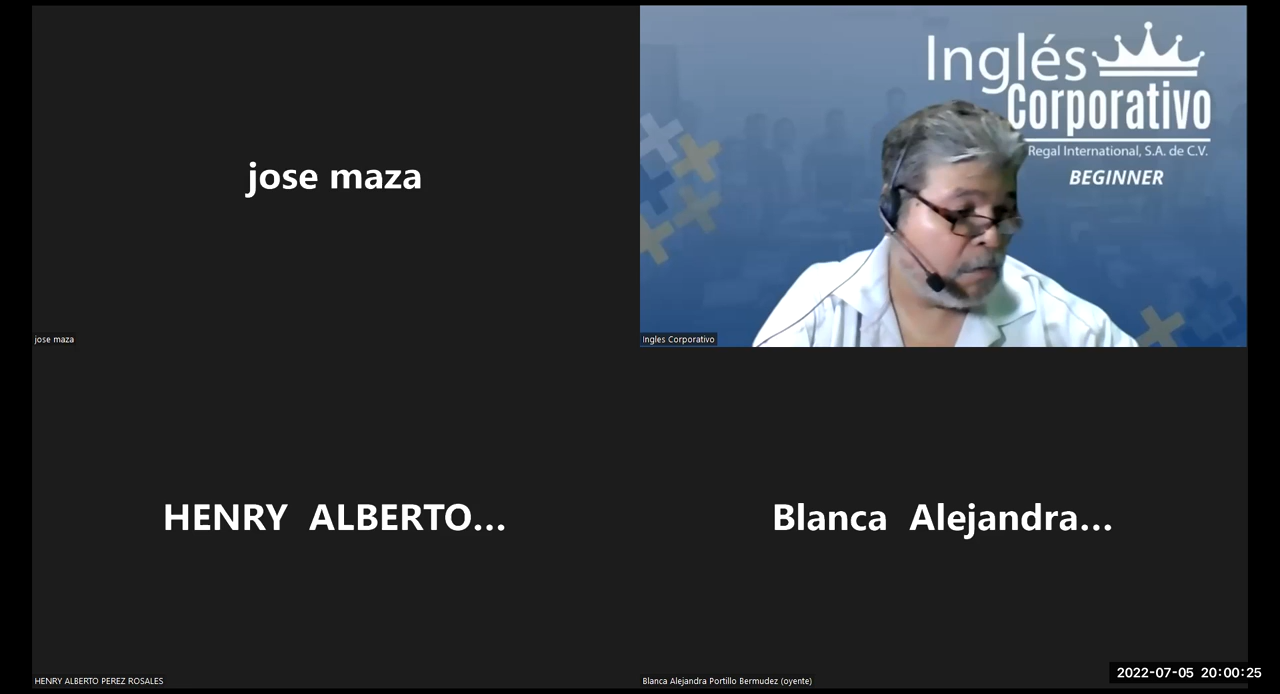 jose maza
jose maza
Inglés
Corporativo
Regal International, S.A. de C.V.
BEGINNER
Ingles Corporativo
HENRY ALBERTO...
HENRY ALBERTO PEREZ ROSALES
Blanca Alejandra...
Blanca Alejandra Portillo Bermudez (oyente)
2022-07-05 20:00:25